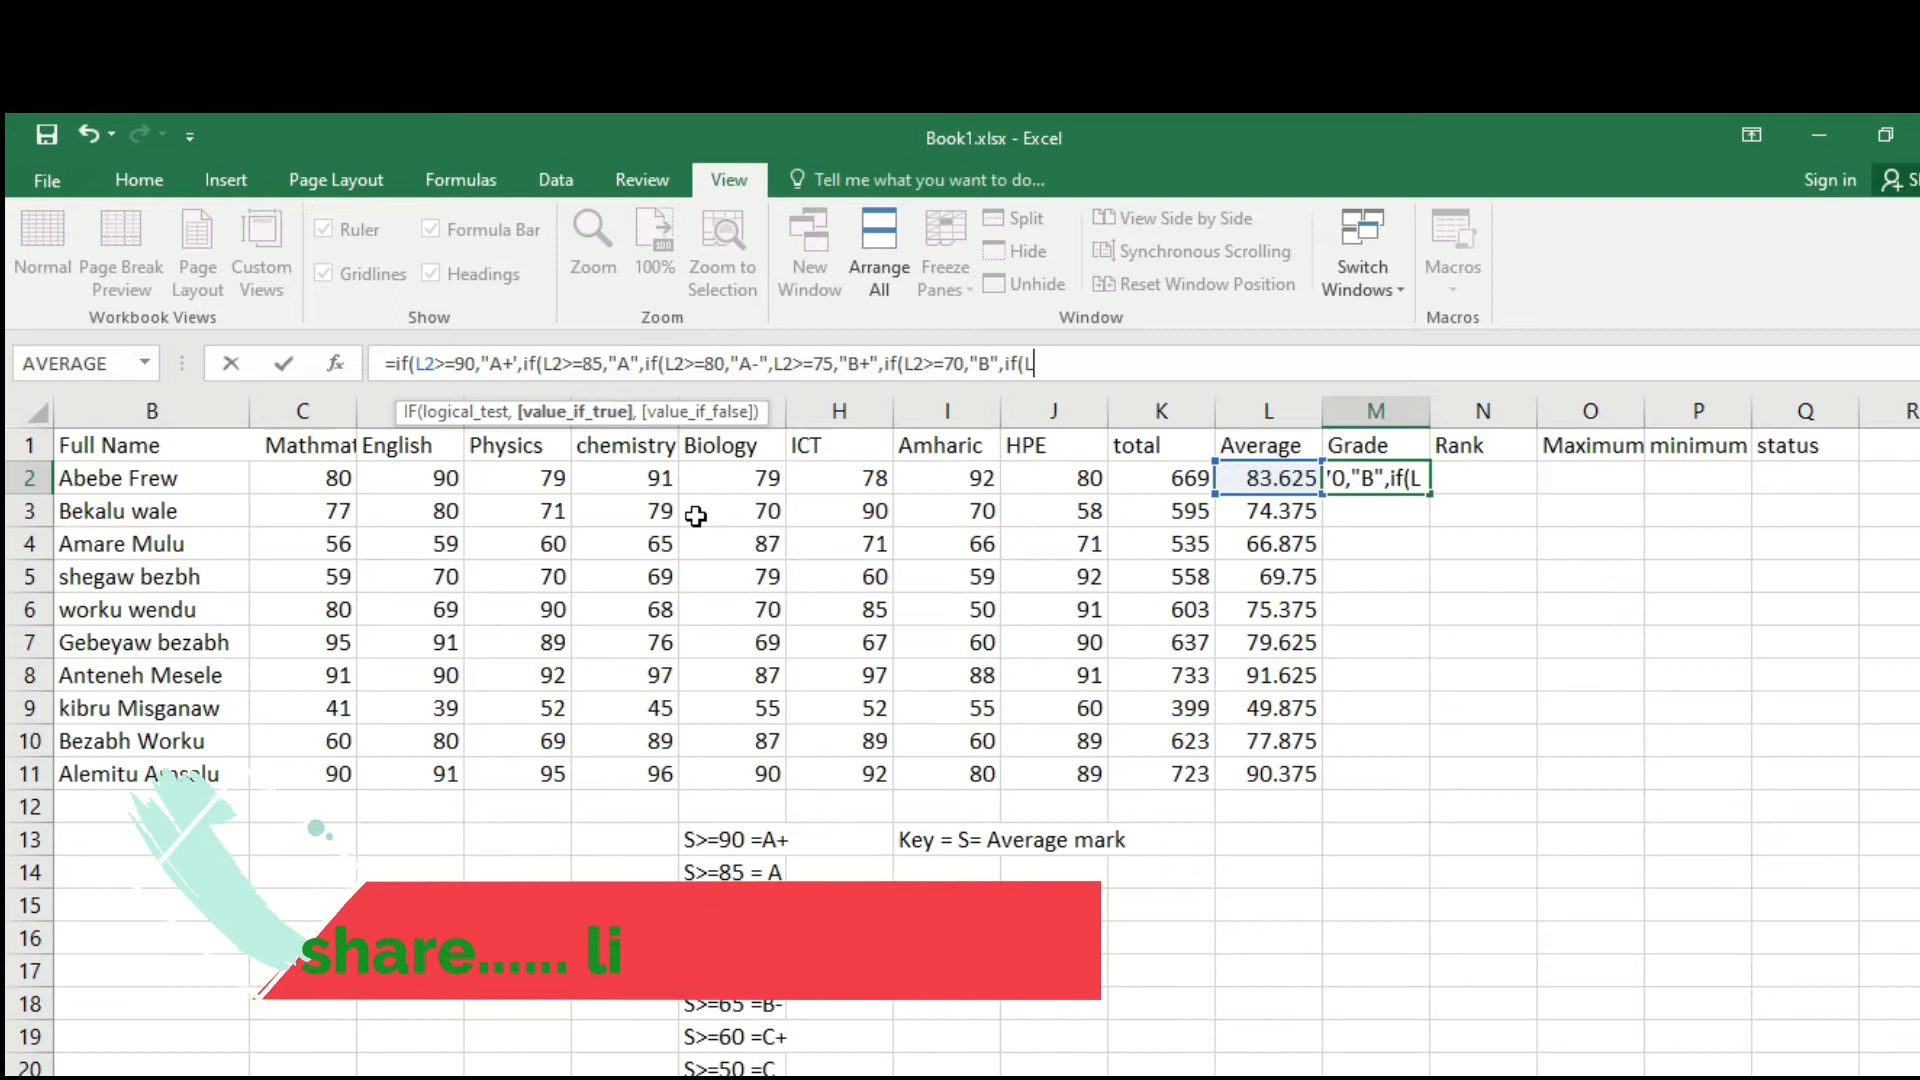 Book1.xlsx - Excel
File Home Insert Page Layout Formulas Data Review View Tell me what you want to do... Sign in
Ruler Formula Bar
Gridlines Headings
Normal Page Break Preview Page Layout Custom Views
Zoom 100% Zoom to Selection
New Window Arrange All Freeze Panes
Split
Hide
Unhide
View Side by Side
Synchronous Scrolling
Reset Window Position
Switch Windows
Macros
Workbook Views Show Zoom Window Macros
AVERAGE fx =if(L2>=90,"A+',if(L2>=85,"A",if(L2>=80,"A-",L2>=75,"B+",if(L2>=70,"B",if(L
IF(logical_test, [value_if_true], [value_if_false])
B C H I J K L M N O P Q R
1 Full Name Mathmat English Physics chemistry Biology ICT Amharic HPE total Average Grade Rank Maximum minimum status
2 Abebe Frew 80 90 79 91 79 78 92 80 669 83.625 '0,"B",if(L
3 Bekalu wale 77 80 71 79 70 90 70 58 595 74.375
4 Amare Mulu 56 59 60 65 87 71 66 71 535 66.875
5 shegaw bezbh 59 70 70 69 79 60 59 92 558 69.75
6 worku wendu 80 69 90 68 70 85 50 91 603 75.375
7 Gebeyaw bezabh 95 91 89 76 69 67 60 90 637 79.625
8 Anteneh Mesele 91 90 92 97 87 97 88 91 733 91.625
9 kibru Misganaw 41 39 52 45 55 52 55 60 399 49.875
10 Bezabh Worku 60 80 69 89 87 89 60 89 623 77.875
11 Alemitu 90 91 95 96 90 92 80 89 723 90.375
12
13 S>=90 =A+ Key = S= Average mark
14 S>=85 = A
15
16
17
18 S>=65 =B-
19 S>=60 =C+
20 S>=50 =C
share...... li